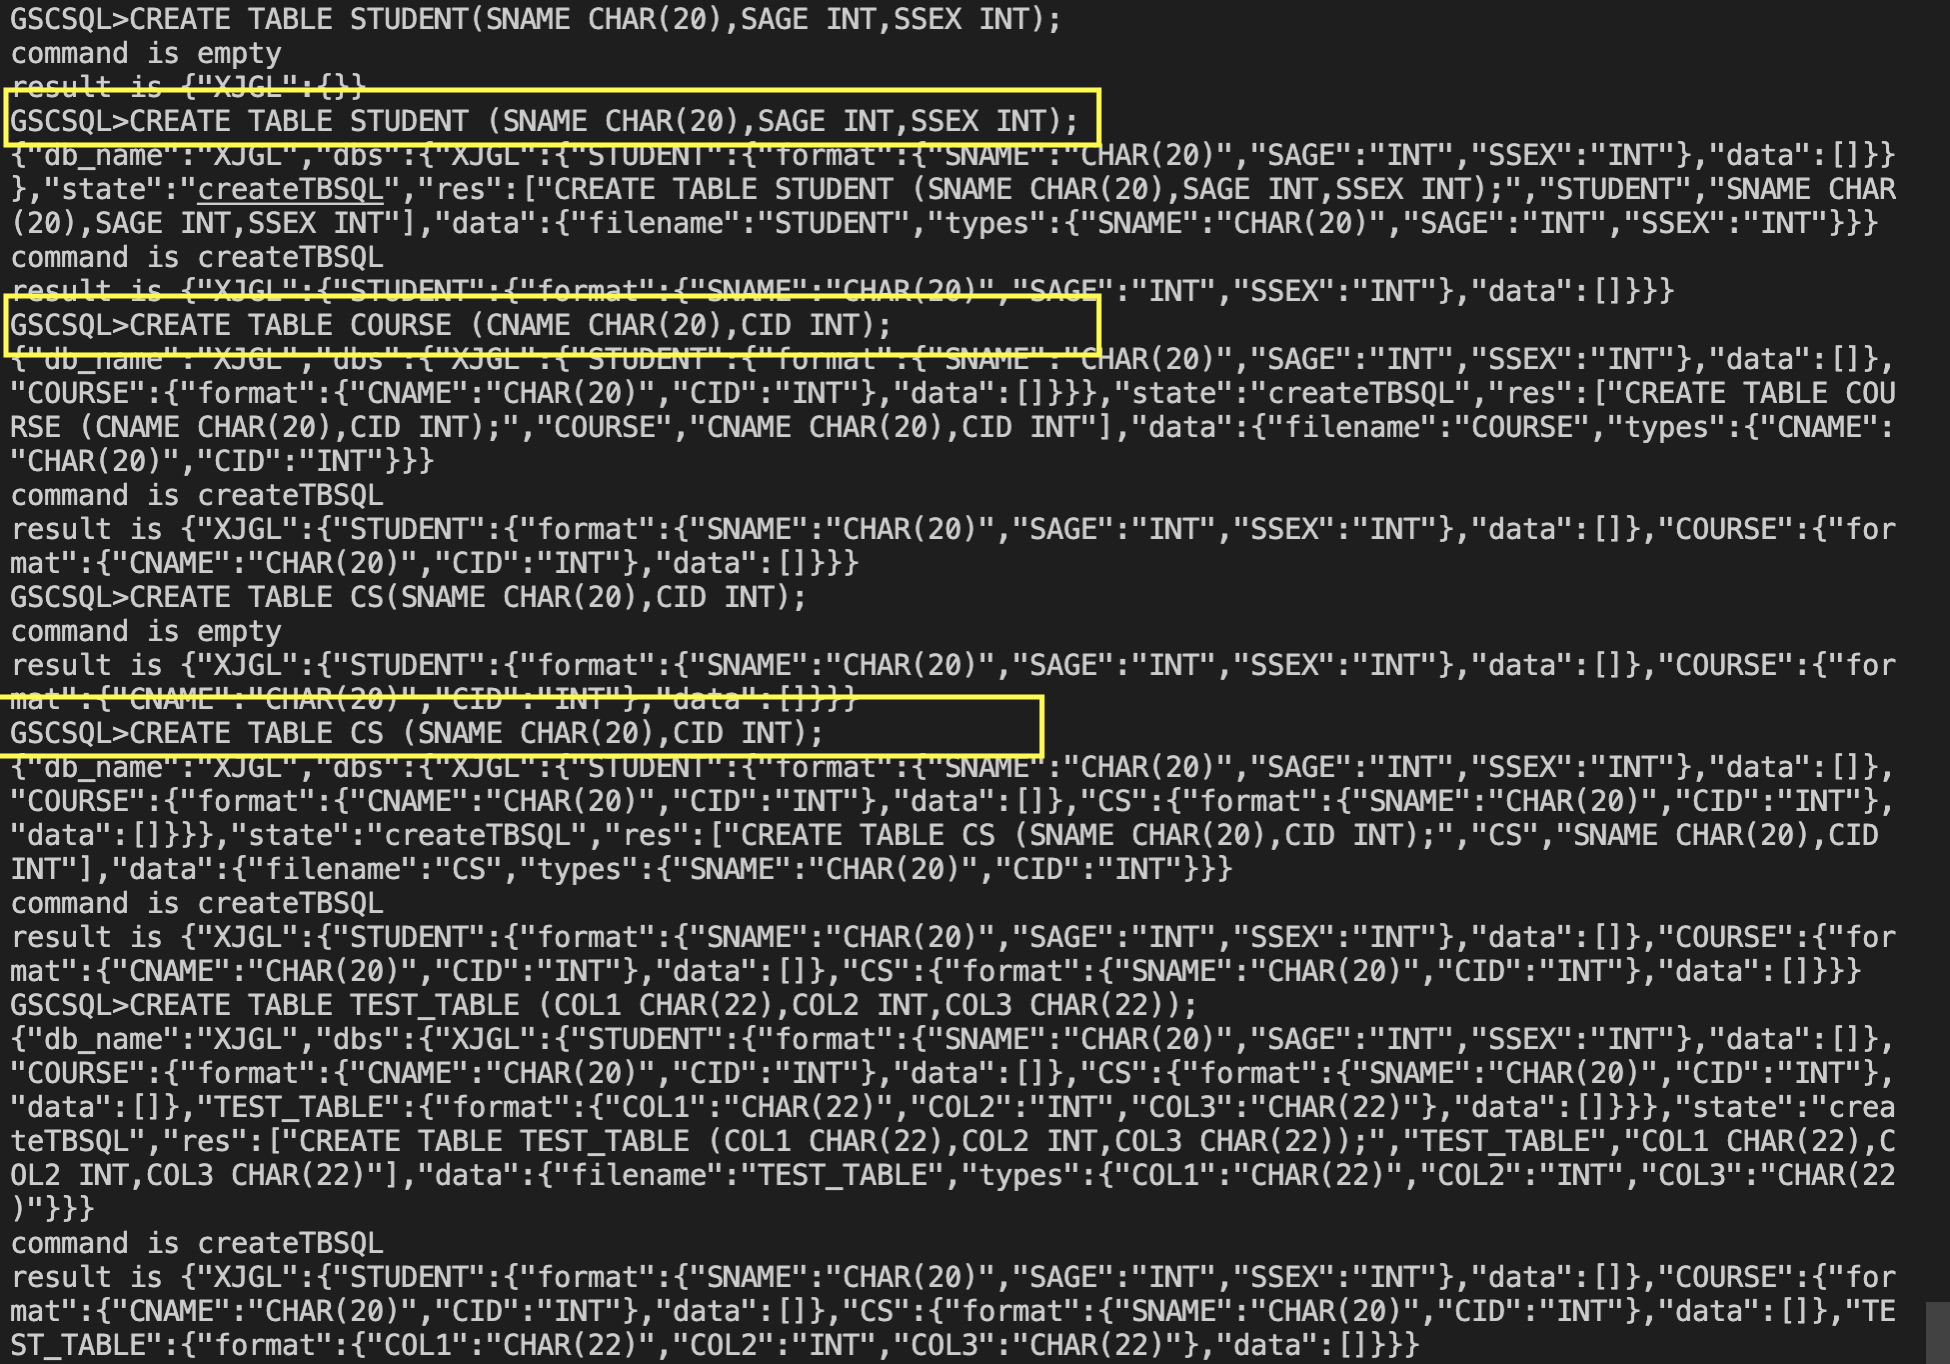 GSCSQL>CREATE TABLE STUDENT(SNAME CHAR(20),SAGE INT,SSEX INT);
command is empty
result is {"XJGL":{}}
GSCSQL>CREATE TABLE STUDENT (SNAME CHAR(20),SAGE INT,SSEX INT);
{"db_name":"XJGL","dbs":{"XJGL":{"STUDENT":{"format":{"SNAME":"CHAR(20)","SAGE":"INT","SSEX":"INT"},"data":[]}}
},"state":"createTBSQL","res":["CREATE TABLE STUDENT (SNAME CHAR(20),SAGE INT,SSEX INT);","STUDENT","SNAME CHAR
(20),SAGE INT,SSEX INT"],"data":{"filename":"STUDENT","types":{"SNAME":"CHAR(20)","SAGE":"INT","SSEX":"INT"}}}
command is createTBSQL
result is {"XJGL":{"STUDENT":{"format":{"SNAME":"CHAR(20)","SAGE":"INT","SSEX":"INT"},"data":[]}}}
GSCSQL>CREATE TABLE COURSE (CNAME CHAR(20),CID INT);
{"db_name":"XJGL","dbs":{"XJGL":{"STUDENT":{"format":{"SNAME":"CHAR(20)","SAGE":"INT","SSEX":"INT"},"data":[]},
"COURSE":{"format":{"CNAME":"CHAR(20)","CID":"INT"},"data":[]}}},"state":"createTBSQL","res":["CREATE TABLE COU
RSE (CNAME CHAR(20),CID INT);","COURSE","CNAME CHAR(20),CID INT"],"data":{"filename":"COURSE","types":{"CNAME":
"CHAR(20)","CID":"INT"}}}
command is createTBSQL
result is {"XJGL":{"STUDENT":{"format":{"SNAME":"CHAR(20)","SAGE":"INT","SSEX":"INT"},"data":[]},"COURSE":{"for
mat":{"CNAME":"CHAR(20)","CID":"INT"},"data":[]}}}
GSCSQL>CREATE TABLE CS(SNAME CHAR(20),CID INT);
command is empty
result is {"XJGL":{"STUDENT":{"format":{"SNAME":"CHAR(20)","SAGE":"INT","SSEX":"INT"},"data":[]},"COURSE":{"for
mat":{"CNAME":"CHAR(20)","CID":"INT"},"data":[]}}}
GSCSQL>CREATE TABLE CS (SNAME CHAR(20),CID INT);
{"db_name":"XJGL","dbs":{"XJGL":{"STUDENT":{"format":{"SNAME":"CHAR(20)","SAGE":"INT","SSEX":"INT"},"data":[]},
"COURSE":{"format":{"CNAME":"CHAR(20)","CID":"INT"},"data":[]},"CS":{"format":{"SNAME":"CHAR(20)","CID":"INT"},
"data":[]}}},"state":"createTBSQL","res":["CREATE TABLE CS (SNAME CHAR(20),CID INT);","CS","SNAME CHAR(20),CID 
INT"],"data":{"filename":"CS","types":{"SNAME":"CHAR(20)","CID":"INT"}}}
command is createTBSQL
result is {"XJGL":{"STUDENT":{"format":{"SNAME":"CHAR(20)","SAGE":"INT","SSEX":"INT"},"data":[]},"COURSE":{"for
mat":{"CNAME":"CHAR(20)","CID":"INT"},"data":[]},"CS":{"format":{"SNAME":"CHAR(20)","CID":"INT"},"data":[]}}}
GSCSQL>CREATE TABLE TEST_TABLE (COL1 CHAR(22),COL2 INT,COL3 CHAR(22));
{"db_name":"XJGL","dbs":{"XJGL":{"STUDENT":{"format":{"SNAME":"CHAR(20)","SAGE":"INT","SSEX":"INT"},"data":[]},
"COURSE":{"format":{"CNAME":"CHAR(20)","CID":"INT"},"data":[]},"CS":{"format":{"SNAME":"CHAR(20)","CID":"INT"},
"data":[]},"TEST_TABLE":{"format":{"COL1":"CHAR(22)","COL2":"INT","COL3":"CHAR(22)"},"data":[]}}},"state":"crea
teTBSQL","res":["CREATE TABLE TEST_TABLE (COL1 CHAR(22),COL2 INT,COL3 CHAR(22));","TEST_TABLE","COL1 CHAR(22),C
OL2 INT,COL3 CHAR(22)"],"data":{"filename":"TEST_TABLE","types":{"COL1":"CHAR(22)","COL2":"INT","COL3":"CHAR(22
)"}}}
command is createTBSQL
result is {"XJGL":{"STUDENT":{"format":{"SNAME":"CHAR(20)","SAGE":"INT","SSEX":"INT"},"data":[]},"COURSE":{"for
mat":{"CNAME":"CHAR(20)","CID":"INT"},"data":[]},"CS":{"format":{"SNAME":"CHAR(20)","CID":"INT"},"data":[]},"TE
ST_TABLE":{"format":{"COL1":"CHAR(22)","COL2":"INT","COL3":"CHAR(22)"},"data":[]}}}